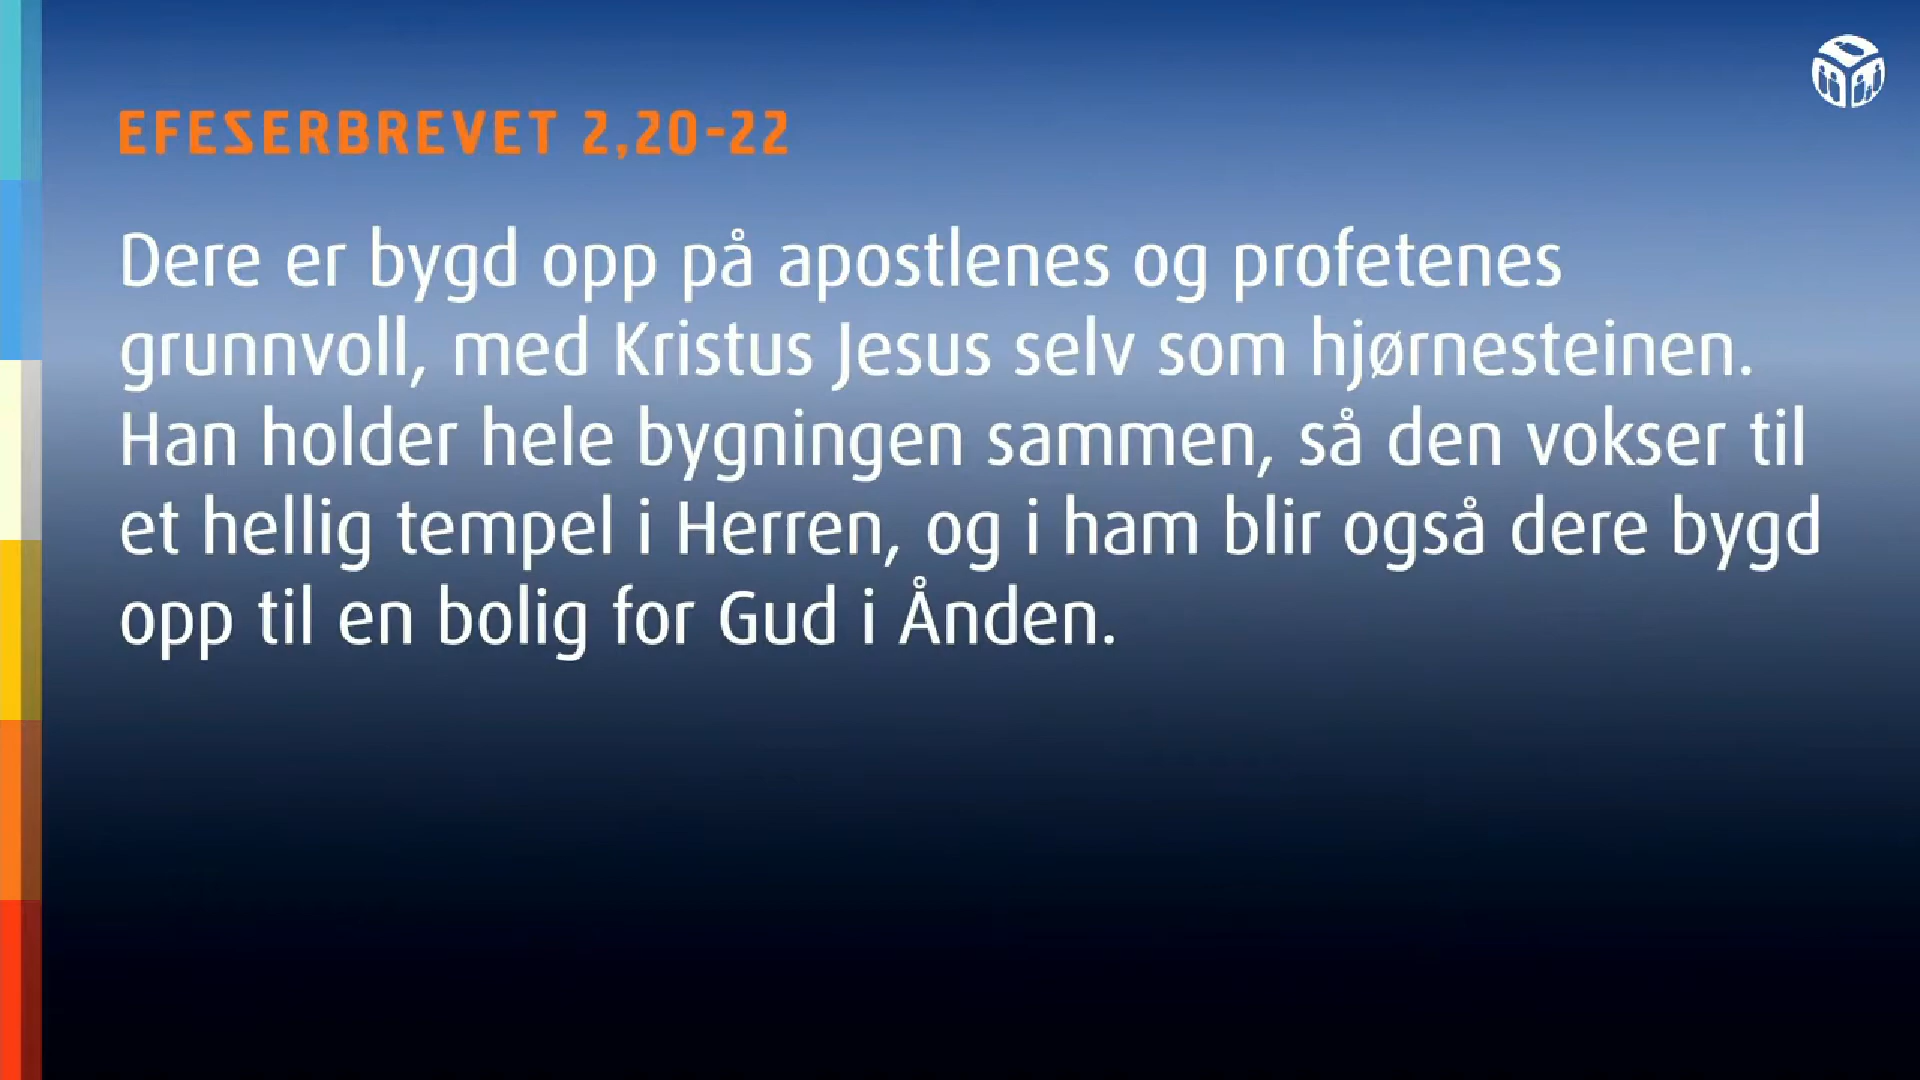 EFESERBREVET 2,20-22
Dere er bygd opp på apostlenes og profetenes
grunnvoll, med Kristus Jesus selv som hjørnesteinen.
Han holder hele bygningen sammen, så den vokser til
et hellig tempel i Herren, og i ham blir også dere bygd
opp til en bolig for Gud i Ånden.